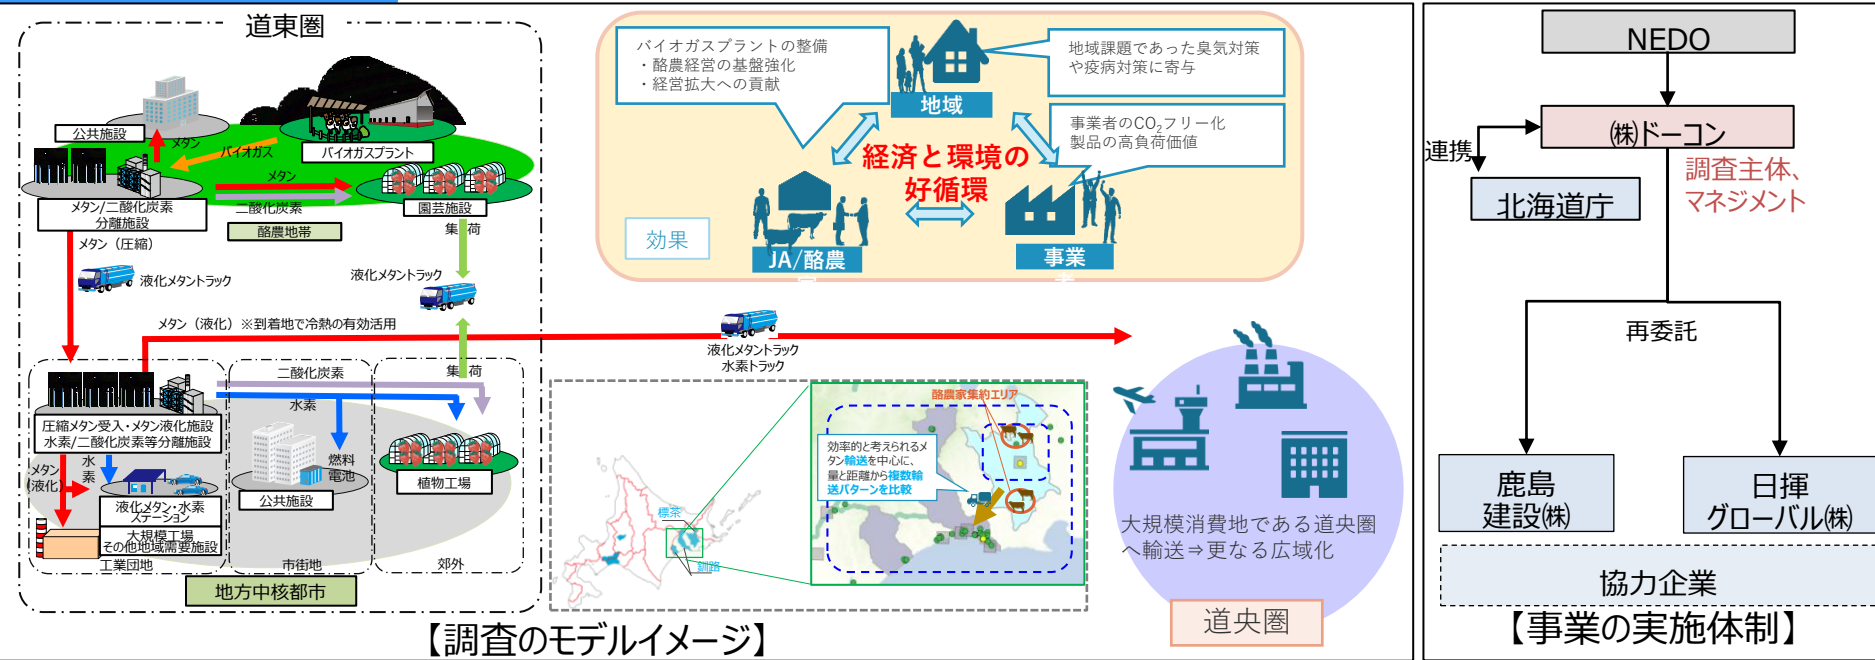 道東圏
公共施設
メタン
バイオガス
バイオガスプラント
メタン
二酸化炭素
メタン/二酸化炭素
分離施設
酪農地帯
園芸施設
メタン（圧縮）
液化メタントラック
集荷
液化メタントラック
メタン（液化）※到着地で冷熱の有効活用
液化メタントラック
水素トラック
二酸化炭素
水素
集荷
圧縮メタン受入・メタン液化施設
水素/二酸化炭素等分離施設
メタン
(液化)
水素
液化メタン・水素
ステーション
大規模工場
その他地域需要施設
工業団地
公共施設
燃料
電池
市街地
植物工場
郊外
地方中核都市
バイオガスプラントの整備
・酪農経営の基盤強化
・経営拡大への貢献
地域課題であった臭気対策
や疫病対策に寄与
事業者のCO₂フリー化
製品の高負荷価値
地域
経済と環境の
好循環
効果
JA/酪農
事業
標茶
釧路
酪農家集約エリア
効率的と考えられるメ
タン輸送を中心に、
量と距離から複数輸
送パターンを比較
大規模消費地である道央圏
へ輸送⇒更なる広域化
道央圏
【調査のモデルイメージ】
NEDO
㈱ドーコン
連携
北海道庁
調査主体、
マネジメント
再委託
鹿島
建設㈱
日揮
グローバル㈱
協力企業
【事業の実施体制】